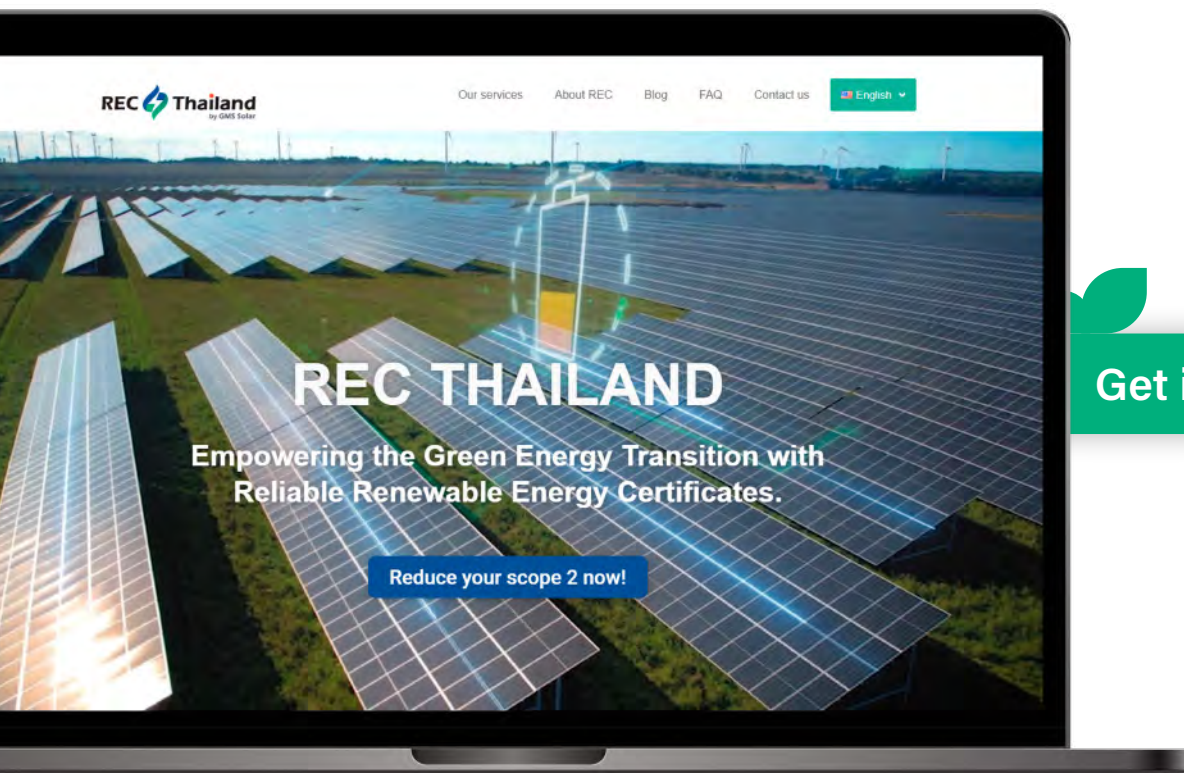 REC Thailand
by GMS Solar
Our services
About REC
Blog
FAQ
Contact us
English
REC THAILAND
Empowering the Green Energy Transition with
Reliable Renewable Energy Certificates.
Reduce your scope 2 now!
Get